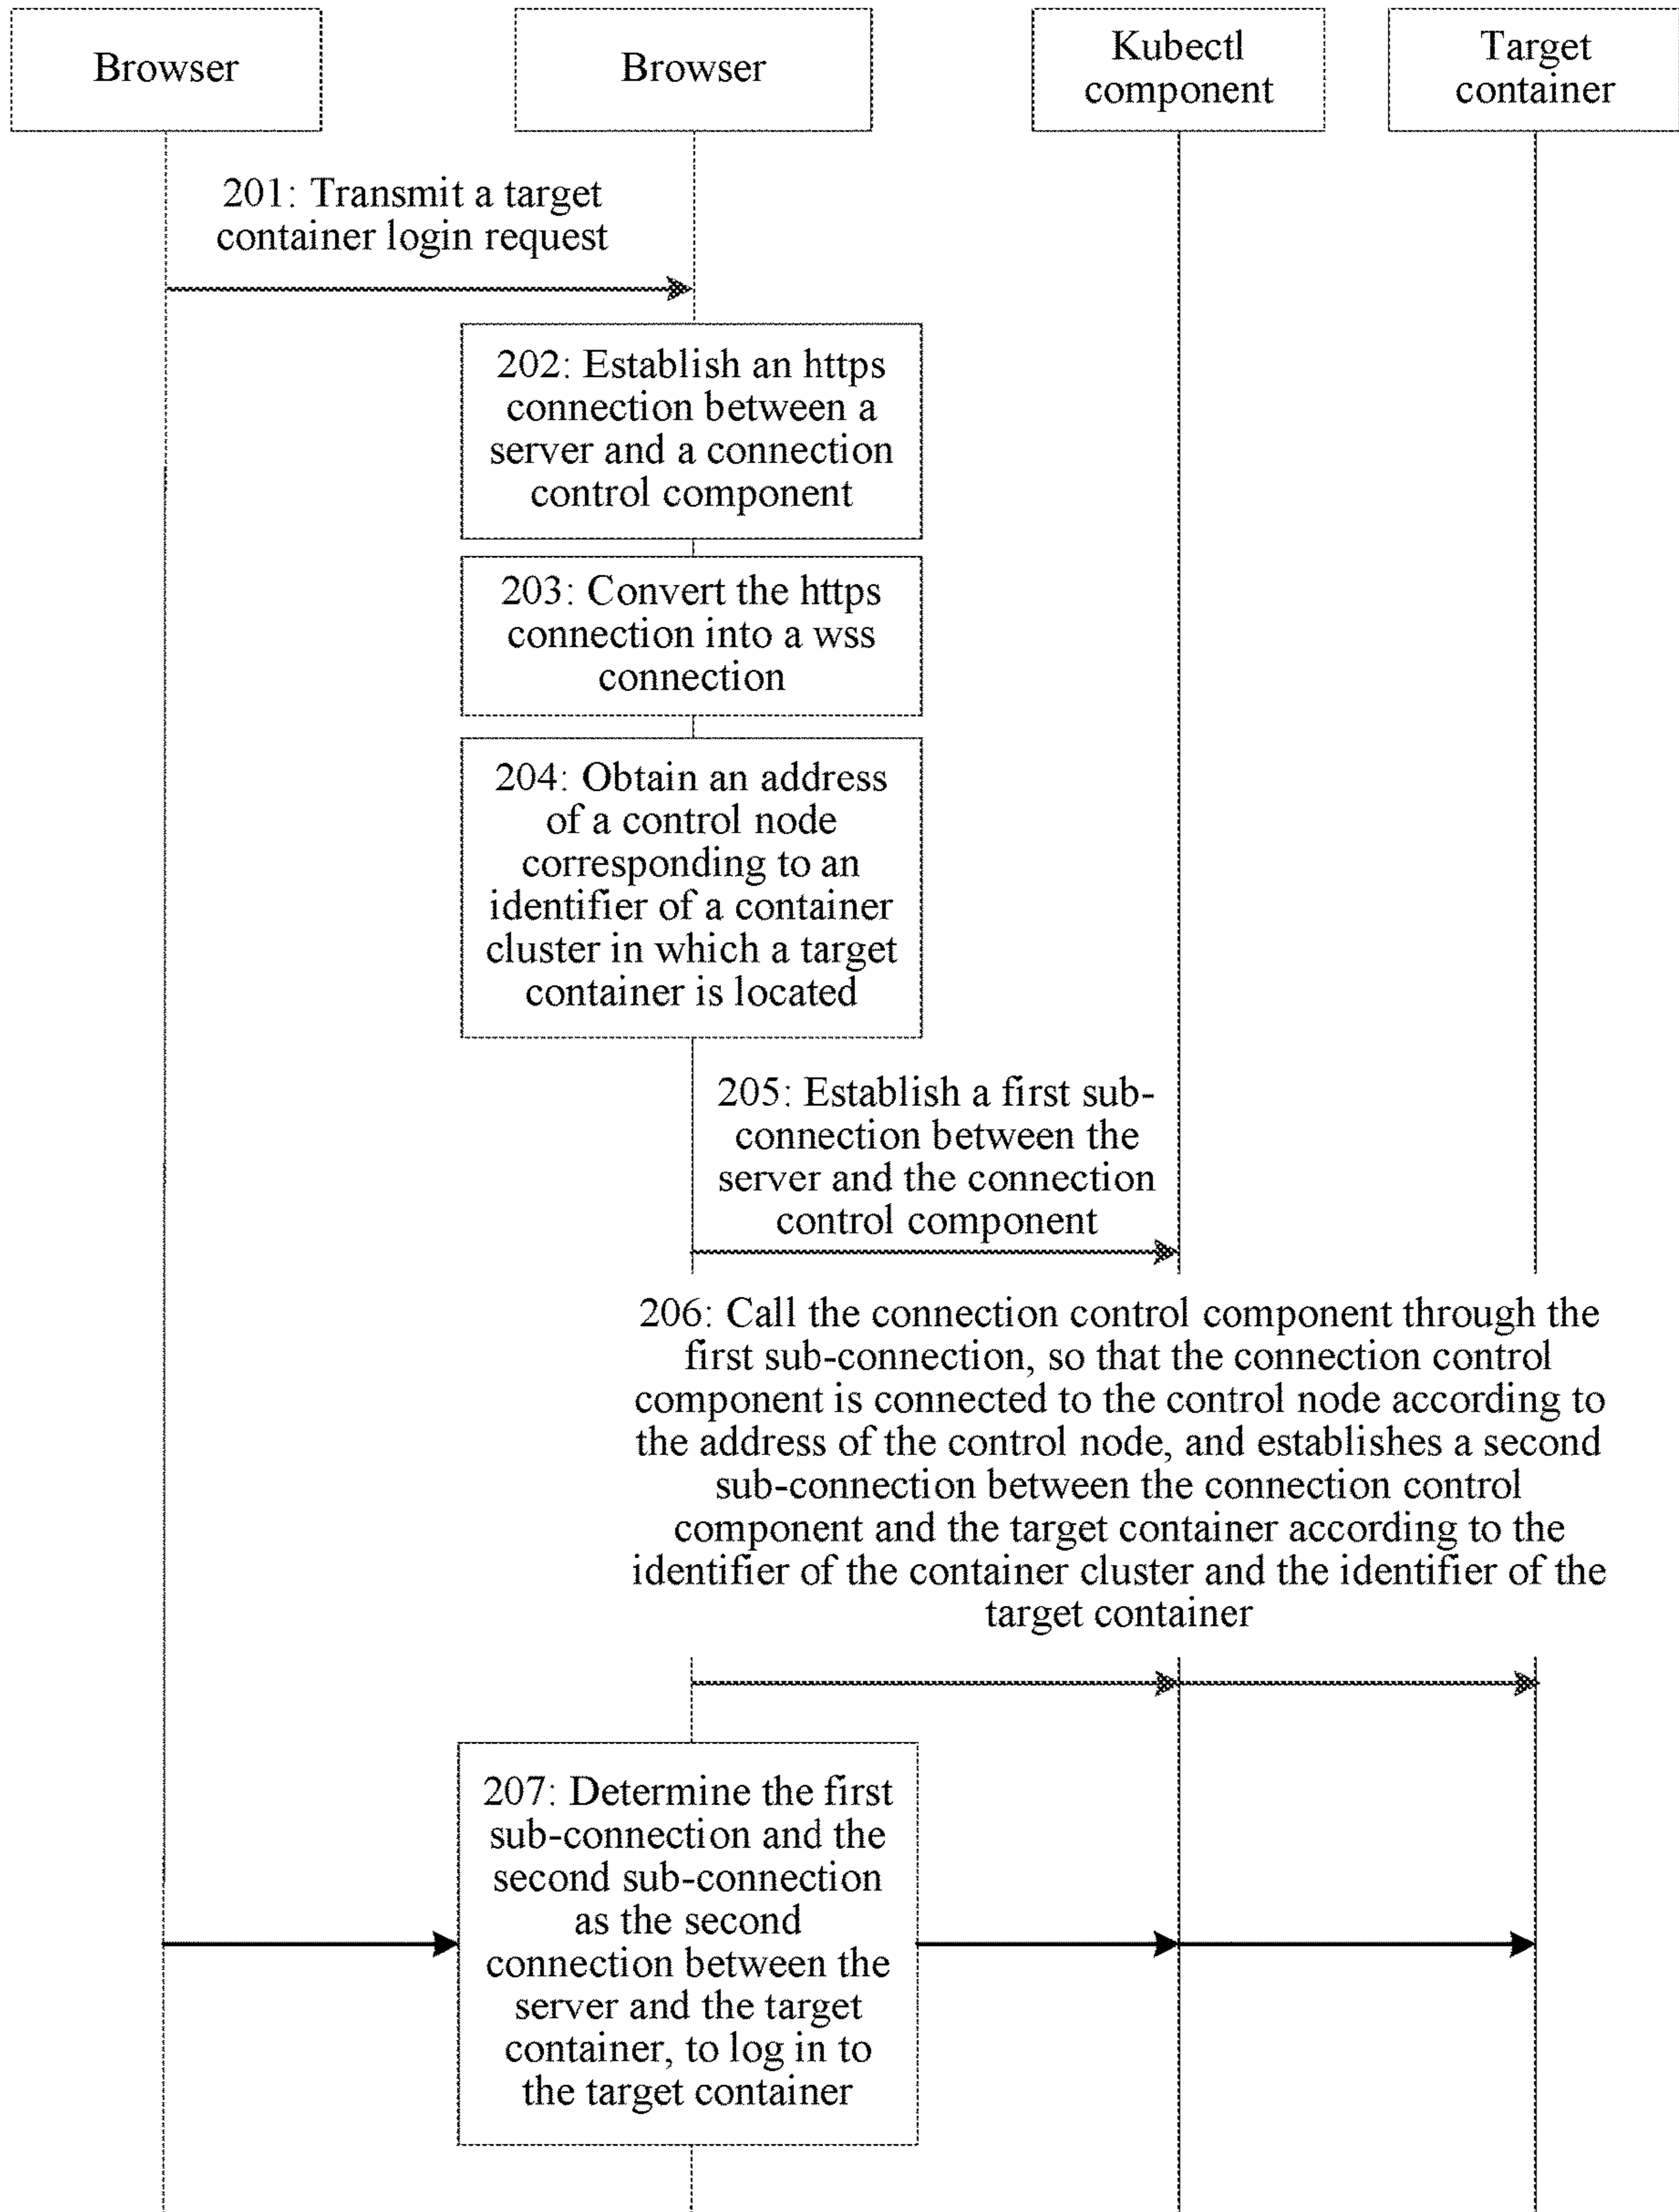 Browser
Browser
Kubectl
component
Target
container
201: Transmit a target
container login request
202: Establish an https
connection between a
server and a connection
control component
203: Convert the https
connection into a wss
connection
204: Obtain an address
of a control node
corresponding to an
identifier of a container
cluster in which a target
container is located
205: Establish a first sub-
connection between the
server and the connection
control component
206: Call the connection control component through the
first sub-connection, so that the connection control
component is connected to the control node according to
the address of the control node, and establishes a second
sub-connection between the connection control
component and the target container according to the
identifier of the container cluster and the identifier of the
target container
207: Determine the first
sub-connection and the
second sub-connection
as the second
connection between the
server and the target
container, to log in to
the target container